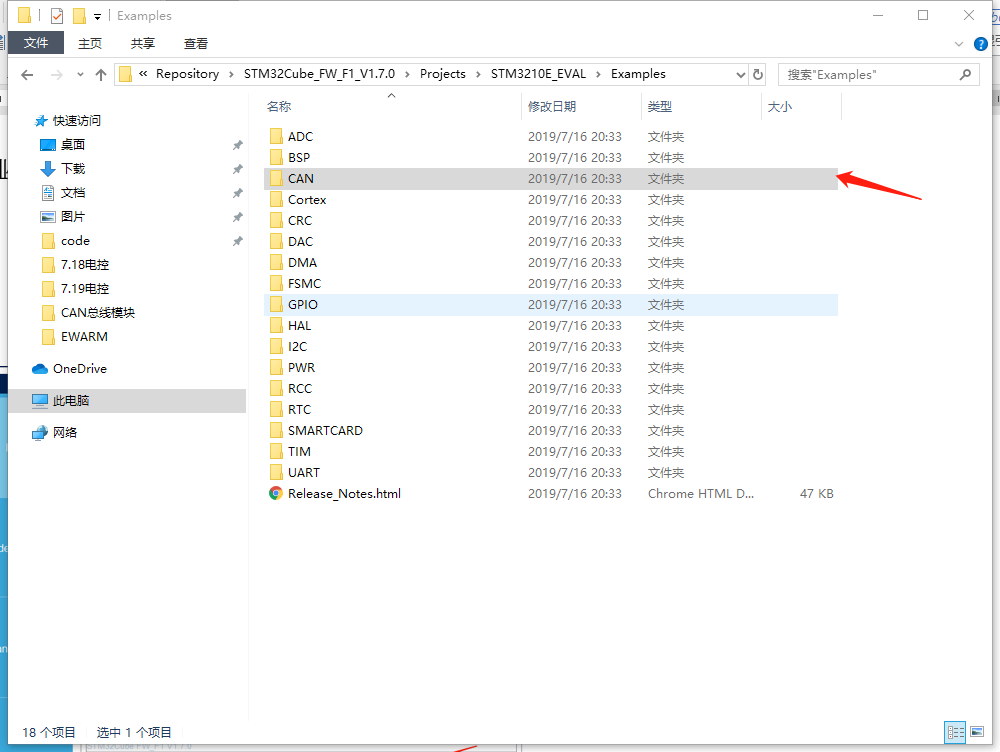 Examples
文件 主页 共享 查看
« Repository › STM32Cube_FW_F1_V1.7.0 › Projects › STM3210E_EVAL › Examples 搜索"Examples"
名称 修改日期 类型 大小
快速访问
桌面
下载
文档
图片
code
7.18电控
7.19电控
CAN总线模块
EWARM
OneDrive
此电脑
网络
ADC 2019/7/16 20:33 文件夹
BSP 2019/7/16 20:33 文件夹
CAN 2019/7/16 20:33 文件夹
Cortex 2019/7/16 20:33 文件夹
CRC 2019/7/16 20:33 文件夹
DAC 2019/7/16 20:33 文件夹
DMA 2019/7/16 20:33 文件夹
FSMC 2019/7/16 20:33 文件夹
GPIO 2019/7/16 20:33 文件夹
HAL 2019/7/16 20:33 文件夹
I2C 2019/7/16 20:33 文件夹
PWR 2019/7/16 20:33 文件夹
RCC 2019/7/16 20:33 文件夹
RTC 2019/7/16 20:33 文件夹
SMARTCARD 2019/7/16 20:33 文件夹
TIM 2019/7/16 20:33 文件夹
UART 2019/7/16 20:33 文件夹
Release_Notes.html 2019/7/16 20:33 Chrome HTML D... 47 KB
18 个项目 选中 1 个项目